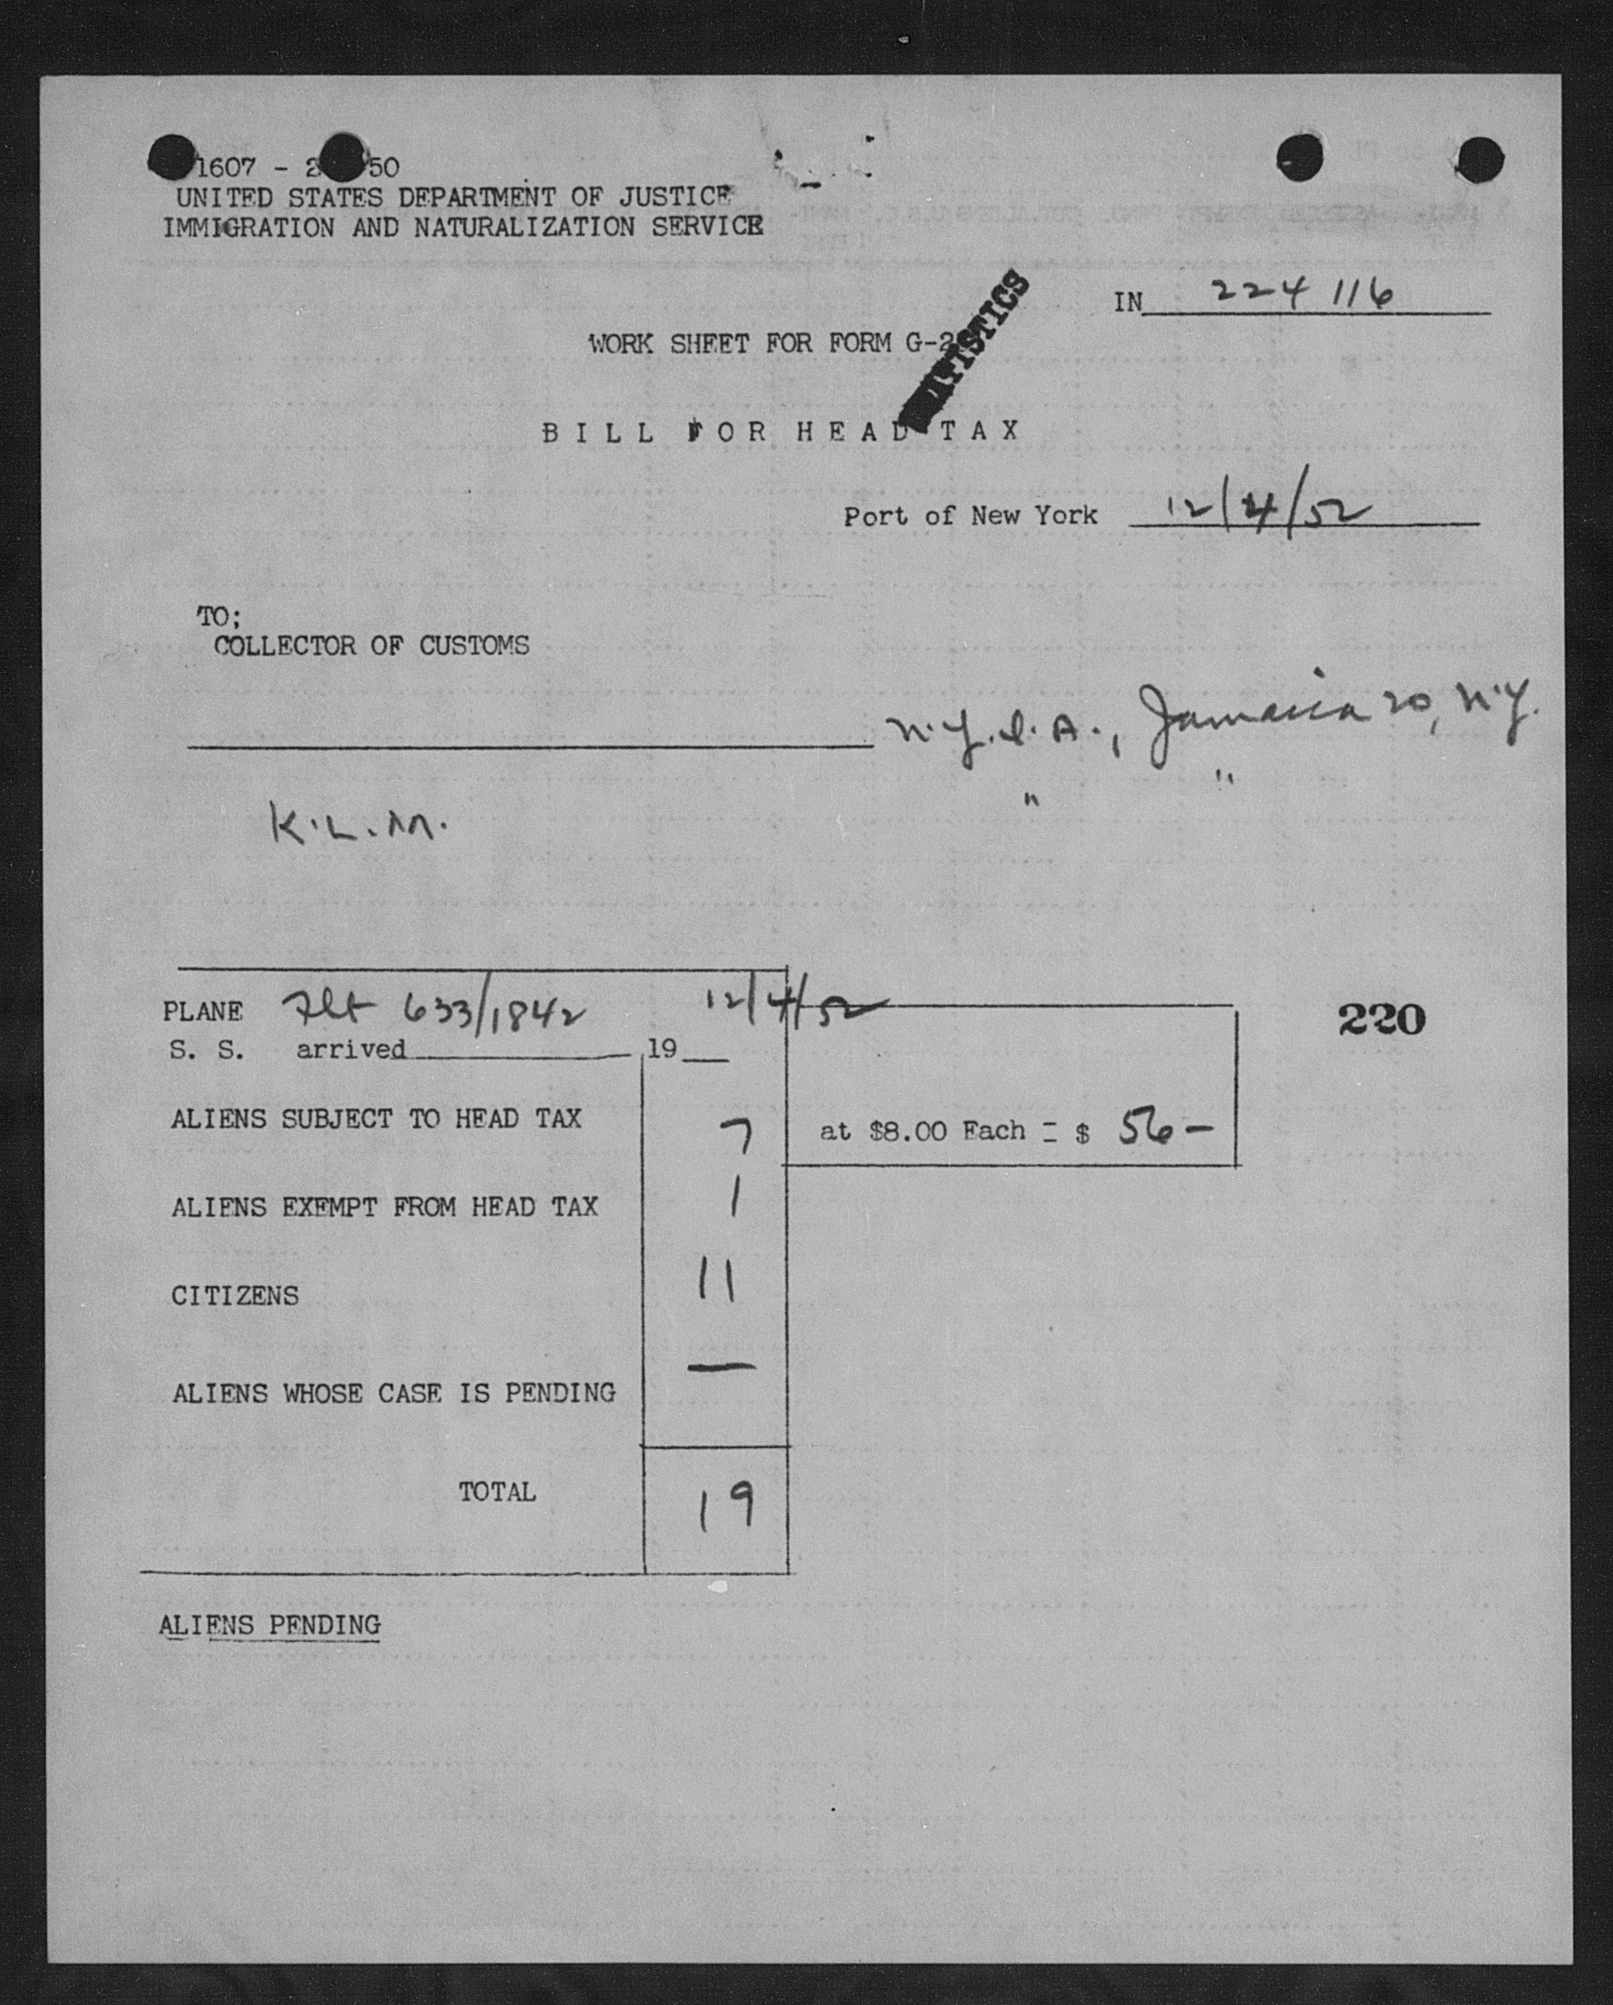 1607 - 2 50
UNITED STATES DEPARTMENT OF JUSTICE
IMMIGRATION AND NATURALIZATION SERVICE
IN 224 116
WORK SHEET FOR FORM G-2
BILL FOR HEAD TAX
Port of New York 12/4/52
TO;
COLLECTOR OF CUSTOMS
N.Y.I.A., Jamaica 20, N.Y.
" "
K.L.M.
PLANE Flt 633/1842 12/4/52
220
S. S. arrived , 19
ALIENS SUBJECT TO HEAD TAX 7 at $8.00 Each = $ 56 -
ALIENS EXEMPT FROM HEAD TAX 1
CITIZENS 11
ALIENS WHOSE CASE IS PENDING —
TOTAL 19
ALIENS PENDING